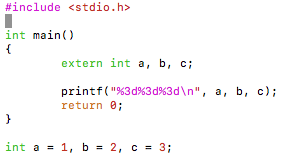 #include <stdio.h>
int main()
{
extern int a, b, c;
printf("%3d%3d%3d\n", a, b, c);
return 0;
}
int a = 1, b = 2, c = 3;